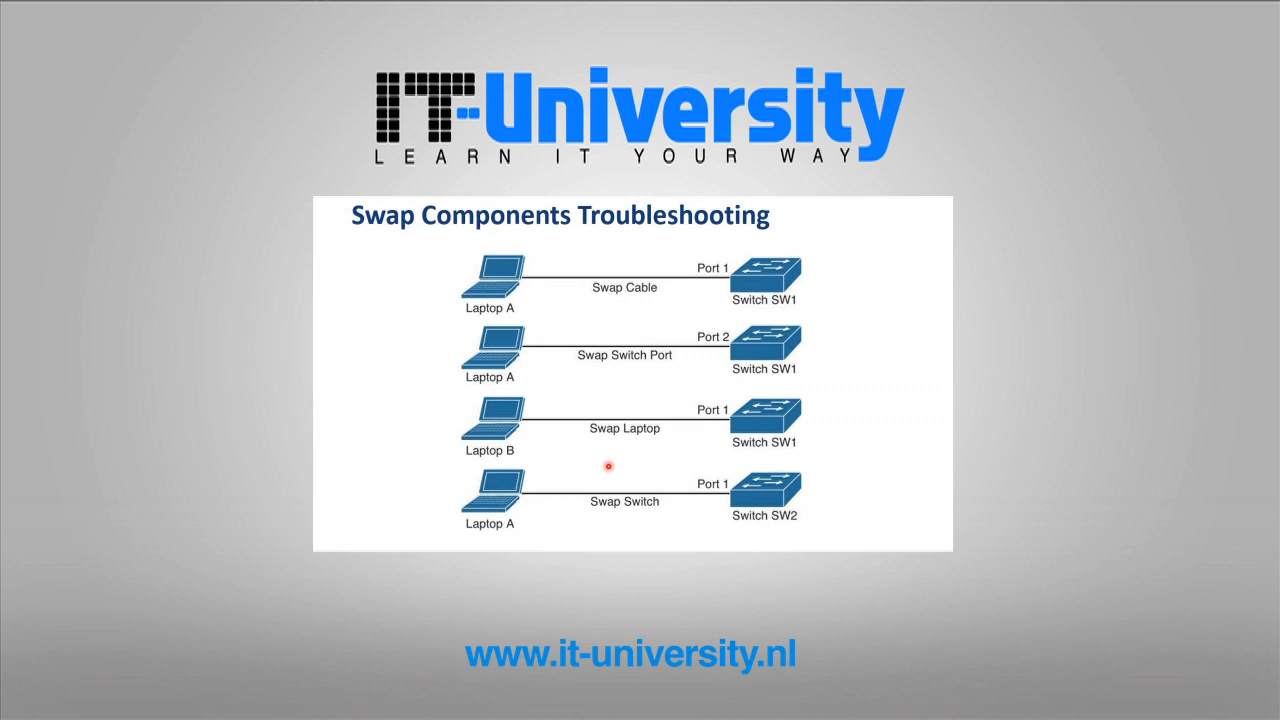 IT-University
LEARN IT YOUR WAY
Swap Components Troubleshooting
Port 1
Swap Cable
Laptop A
Switch SW1
Port 2
Swap Switch Port
Laptop A
Switch SW1
Port 1
Swap Laptop
Laptop B
Switch SW1
Port 1
Swap Switch
Laptop A
Switch SW2
www.it-university.nl